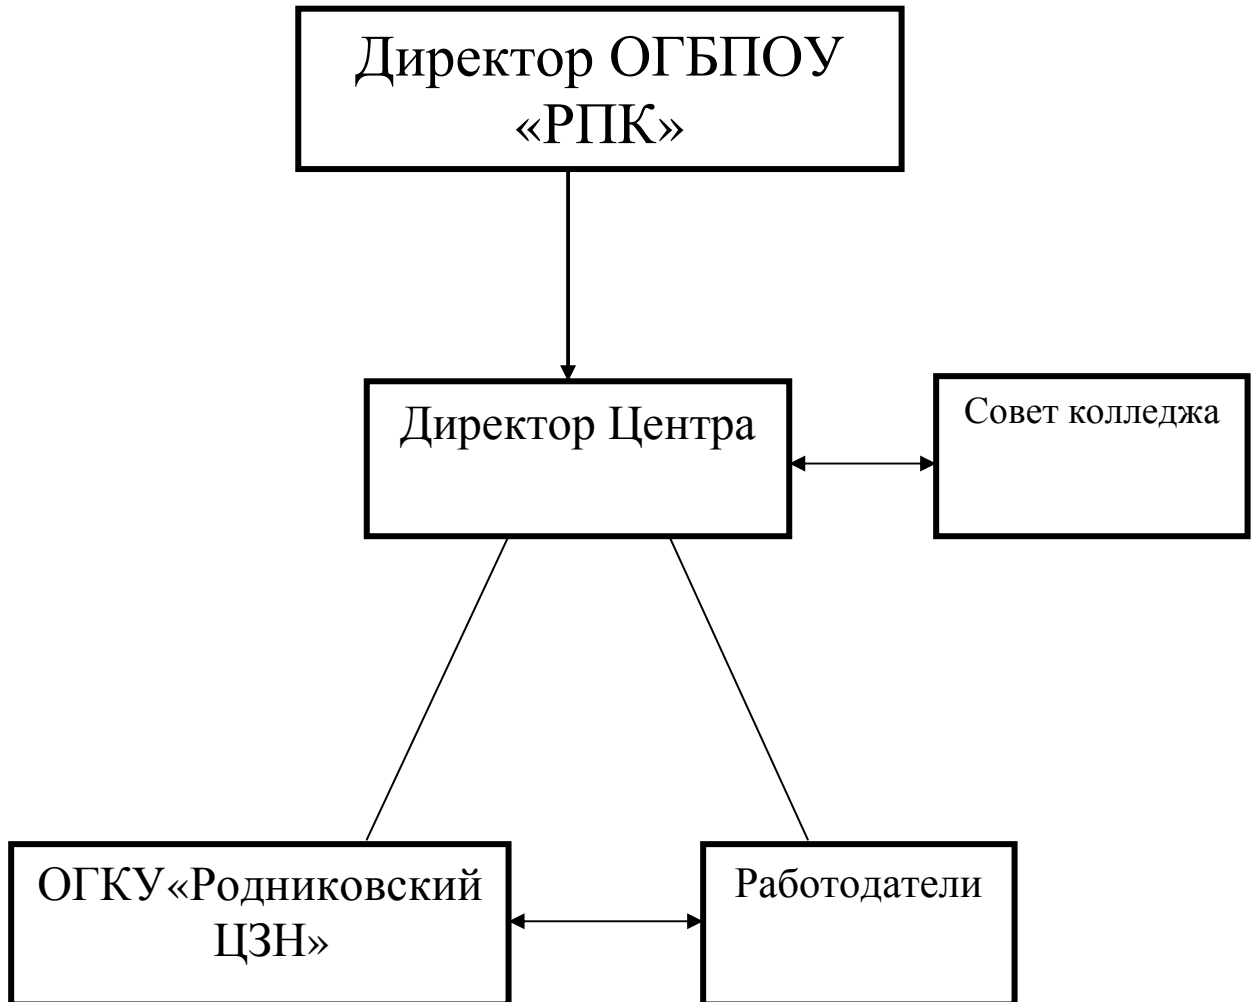 Директор ОГБПОУ
«РПК»
Директор Центра
Совет колледжа
ОГКУ«Родниковский
ЦЗН»
Работодатели